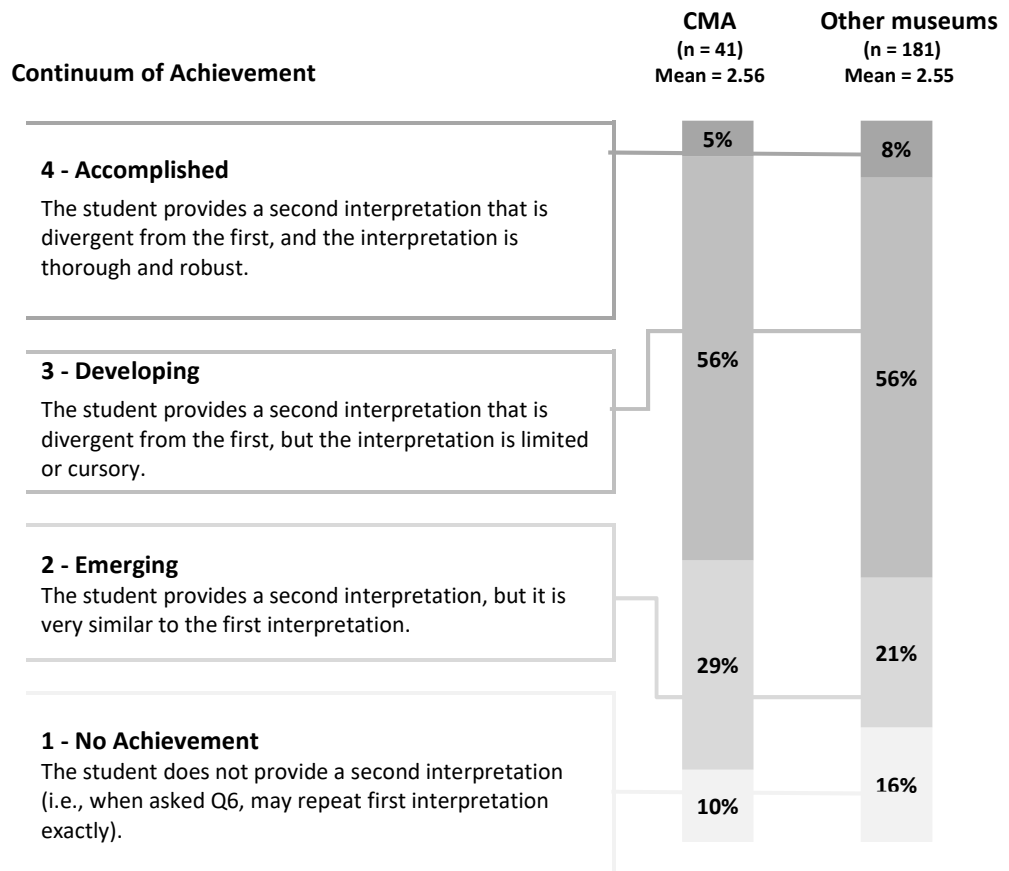 CMA
(n = 41)
Mean = 2.56
Other museums
(n = 181)
Mean = 2.55
Continuum of Achievement
4 - Accomplished
The student provides a second interpretation that is
divergent from the first, and the interpretation is
thorough and robust.
3 - Developing
The student provides a second interpretation that is
divergent from the first, but the interpretation is limited
or cursory.
2 - Emerging
The student provides a second interpretation, but it is
very similar to the first interpretation.
1 - No Achievement
The student does not provide a second interpretation
(i.e., when asked Q6, may repeat first interpretation
exactly).
5%
56%
29%
10%
8%
56%
21%
16%